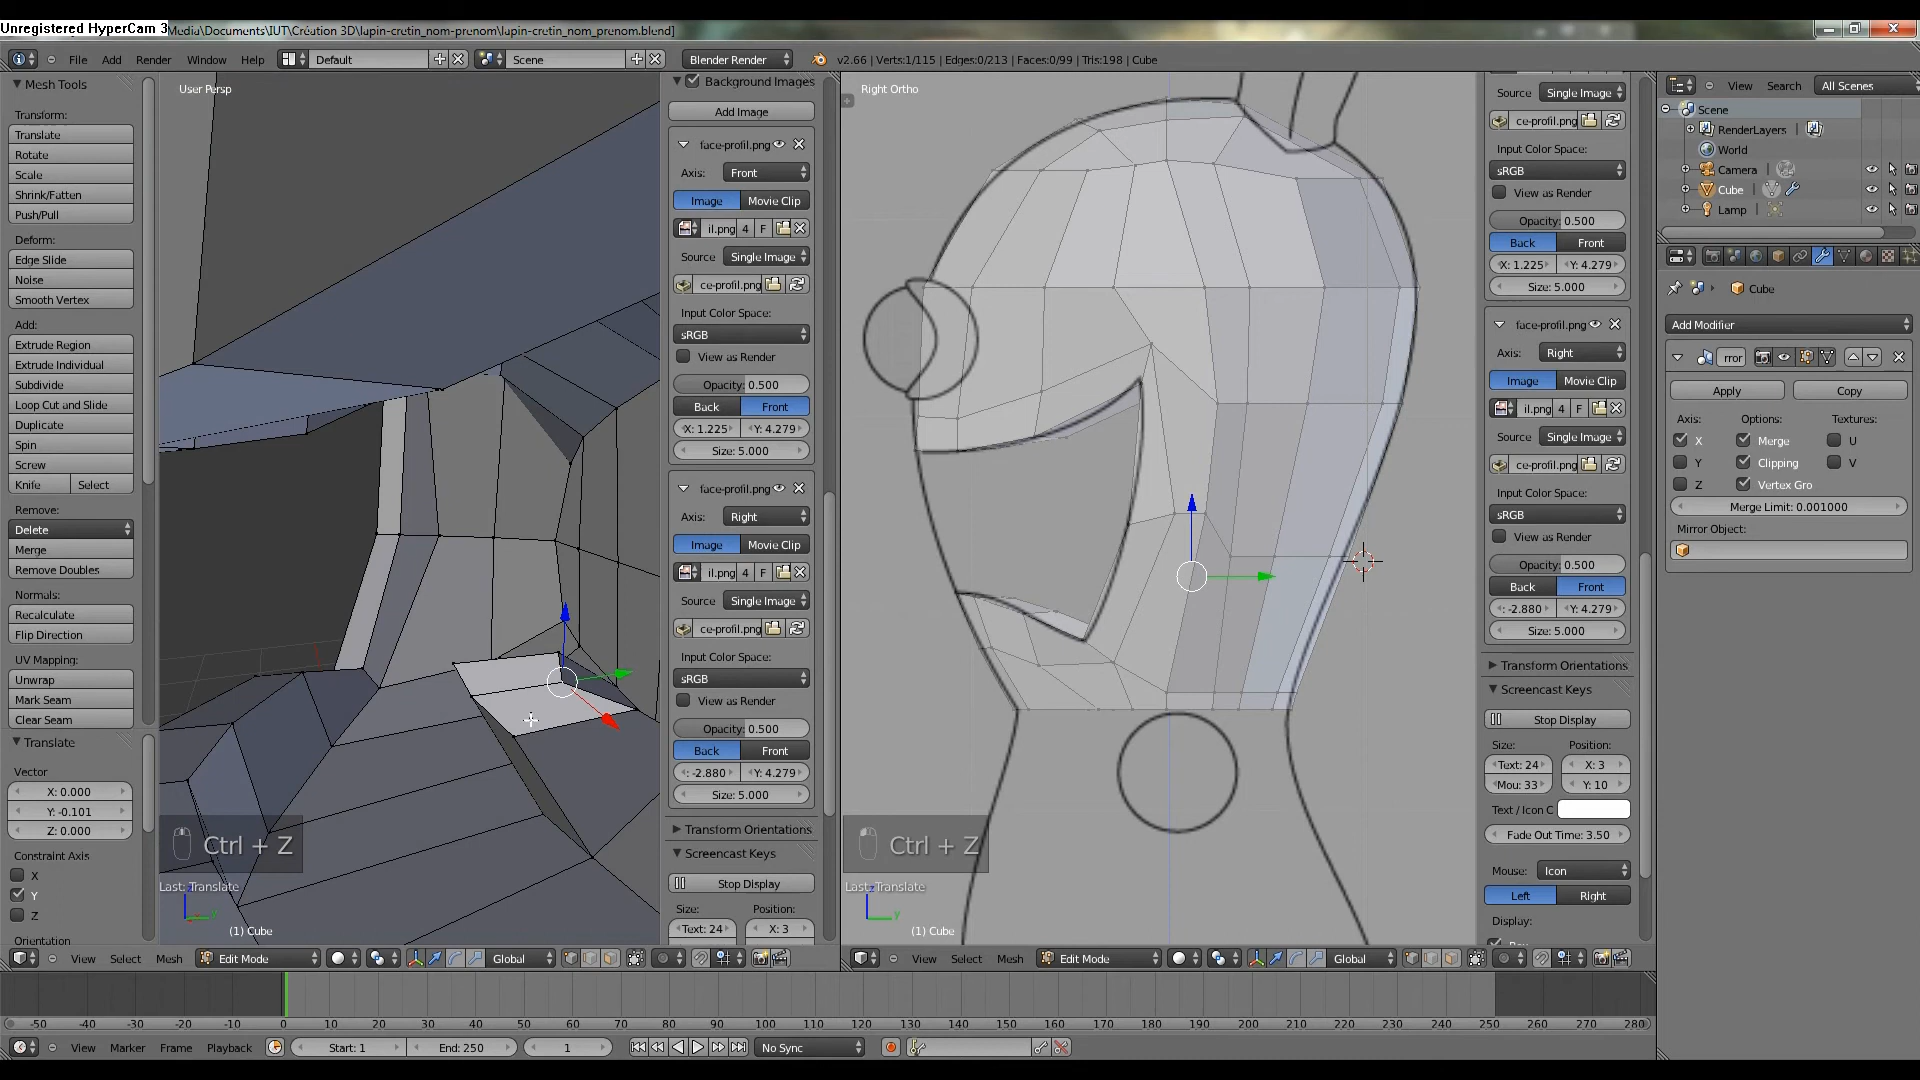 Unregistered HyperCam 3
Media\Documents\IUT\Création 3D\lapin-cretin_nom-prenom\lapin-cretin_nom_prenom.blend]
File Add Render Window Help Default Scene Blender Render v2.66 | Verts:1/115 | Edges:0/213 | Faces:0/99 | Tris:198 | Cube
Mesh Tools
Transform:
Translate
Rotate
Scale
Shrink/Fatten
Push/Pull
Deform:
Edge Slide
Noise
Smooth Vertex
Add:
Extrude Region
Extrude Individual
Subdivide
Loop Cut and Slide
Duplicate
Spin
Screw
Knife Select
Remove:
Delete
Merge
Remove Doubles
Normals:
Recalculate
Flip Direction
UV Mapping:
Unwrap
Mark Seam
Clear Seam
Translate
Vector
X: 0.000
Y: -0.101
Z: 0.000
Constraint Axis
X
Y
Z
Orientation
User Persp
Ctrl + Z
Last: Translate
(1) Cube
Background Images
Add Image
face-profil.png
Axis: Front
Image Movie Clip
il.png 4 F
Source Single Image
ce-profil.png
Input Color Space:
sRGB
View as Render
Opacity: 0.500
Back Front
X: 1.225 Y: 4.279
Size: 5.000
face-profil.png
Axis: Right
Image Movie Clip
il.png 4 F
Source Single Image
ce-profil.png
Input Color Space:
sRGB
View as Render
Opacity: 0.500
Back Front
: -2.880 Y: 4.279
Size: 5.000
Transform Orientations
Screencast Keys
Stop Display
Size: Position:
Text: 24 X: 3
Right Ortho
Ctrl + Z
Last: Translate
(1) Cube
Source Single Image
ce-profil.png
Input Color Space:
sRGB
View as Render
Opacity: 0.500
Back Front
X: 1.225 Y: 4.279
Size: 5.000
face-profil.png
Axis: Right
Image Movie Clip
il.png 4 F
Source Single Image
ce-profil.png
Input Color Space:
sRGB
View as Render
Opacity: 0.500
Back Front
: -2.880 Y: 4.279
Size: 5.000
Transform Orientations
Screencast Keys
Stop Display
Size: Position:
Text: 24 X: 3
Mou: 33 Y: 10
Text / Icon C
Fade Out Time: 3.50
Mouse: Icon
Left Right
Display:
View Search All Scenes
Scene
RenderLayers
World
Camera
Cube
Lamp
Cube
Add Modifier
rror
Apply Copy
Axis: Options: Textures:
X Merge U
Y Clipping V
Z Vertex Gro
Merge Limit: 0.001000
Mirror Object:
View Select Mesh Edit Mode Global
View Select Mesh Edit Mode Global
-50 -40 -30 -20 -10 0 10 20 30 40 50 60 70 80 90 100 110 120 130 140 150 160 170 180 190 200 210 220 230 240 250 260 270 280
View Marker Frame Playback Start: 1 End: 250 1 No Sync